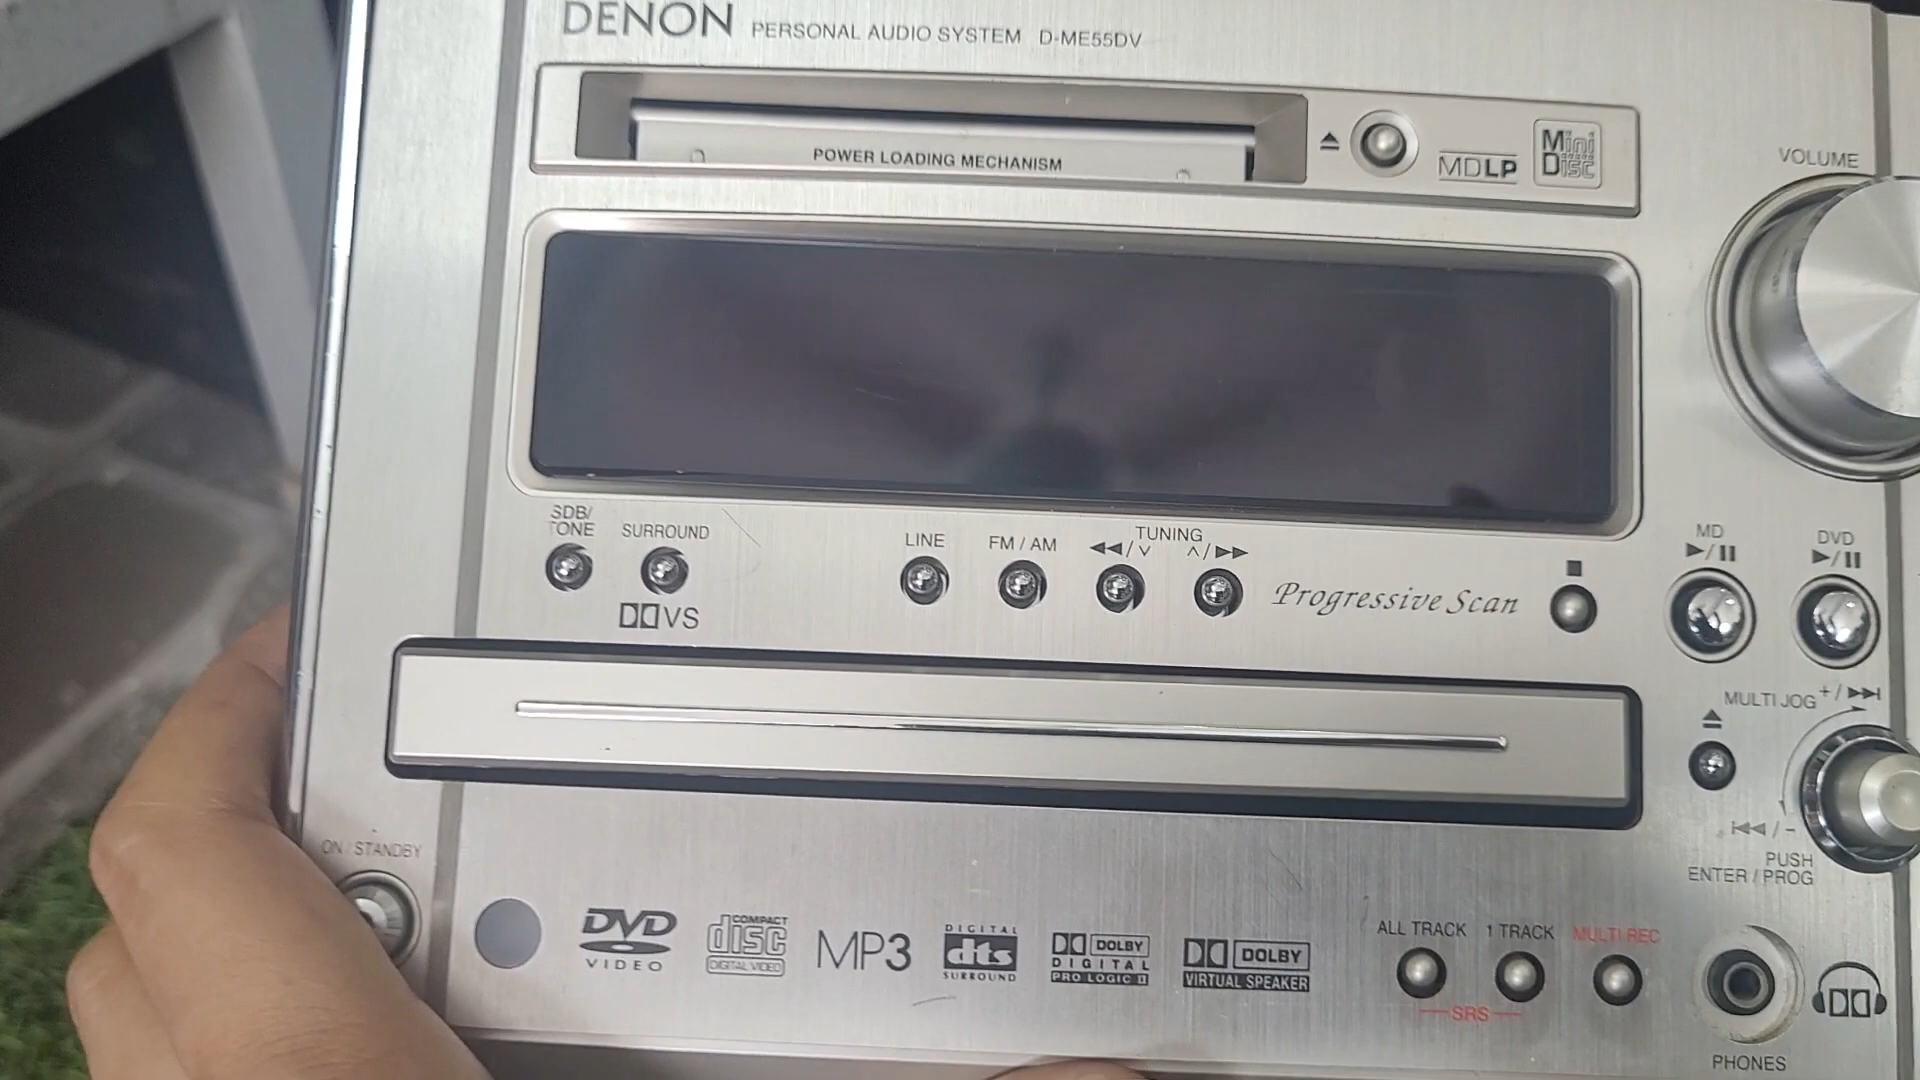 DENON PERSONAL AUDIO SYSTEM D-ME55DV
POWER LOADING MECHANISM
MDLP
Mini Disc
VOLUME
SDB/
TONE
SURROUND
VS
LINE
FM / AM
TUNING
Progressive Scan
MD
DVD
MULTI JOG
PUSH
ENTER / PROG
ON / STANDBY
DVD
VIDEO
COMPACT
disc
DIGITAL VIDEO
MP3
DIGITAL
dts
SURROUND
DOLBY
DIGITAL
PRO LOGIC II
DOLBY
VIRTUAL SPEAKER
ALL TRACK
1 TRACK
MULTI REC
SRS
PHONES